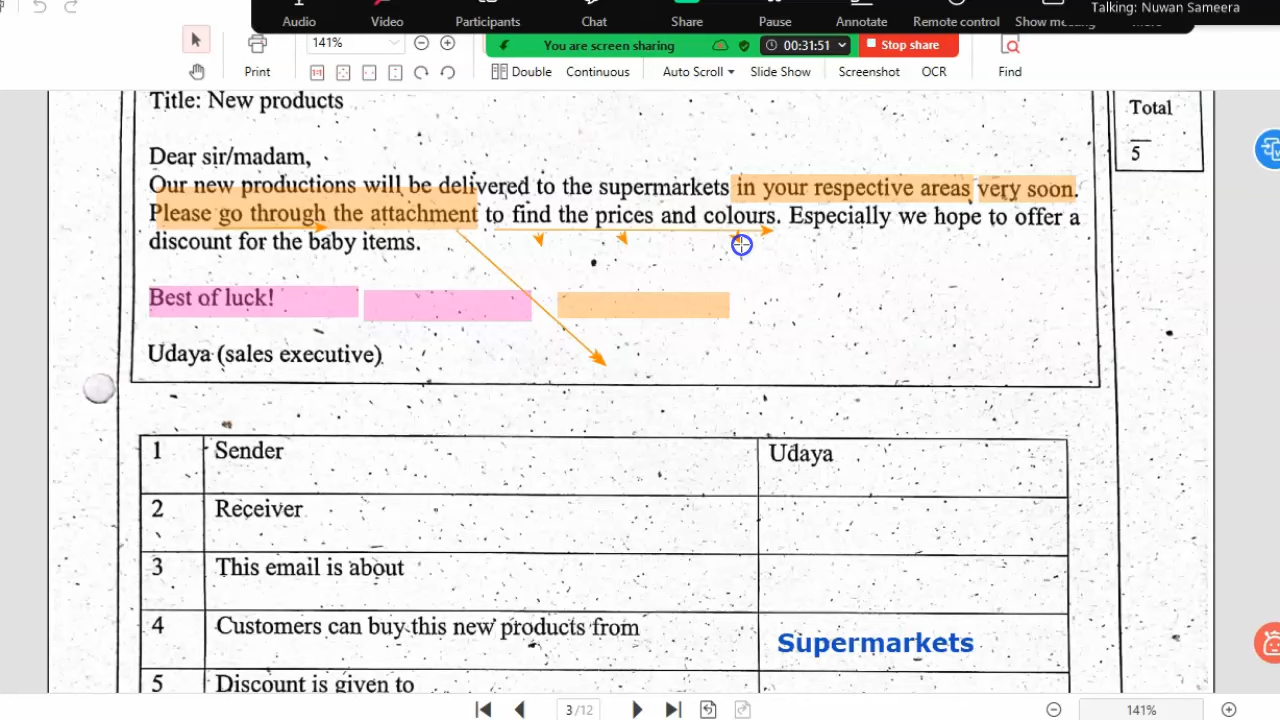 Talking: Nuwan Sameera
Audio Video Participants Chat Share Pause Annotate Remote control Show meeting
141% You are screen sharing 00:31:51 Stop share
Print Double Continuous Auto Scroll Slide Show Screenshot OCR Find
Title: New products
Total
5
Dear sir/madam,
Our new productions will be delivered to the supermarkets in your respective areas very soon.
Please go through the attachment to find the prices and colours. Especially we hope to offer a
discount for the baby items.
Best of luck!
Udaya (sales executive)
1 Sender Udaya
2 Receiver
3 This email is about
4 Customers can buy this new products from Supermarkets
5 Discount is given to
3/12 141%